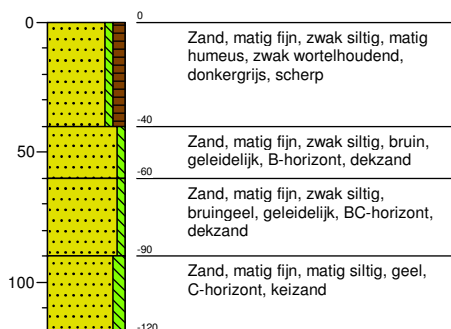 0
0
Zand, matig fijn, zwak siltig, matig
humeus, zwak wortelhoudend,
donkergrijs, scherp
-40
Zand, matig fijn, zwak siltig, bruin,
geleidelijk, B-horizont, dekzand
50
-60
Zand, matig fijn, zwak siltig,
bruingeel, geleidelijk, BC-horizont,
dekzand
-90
Zand, matig fijn, matig siltig, geel,
C-horizont, keizand
100
-120